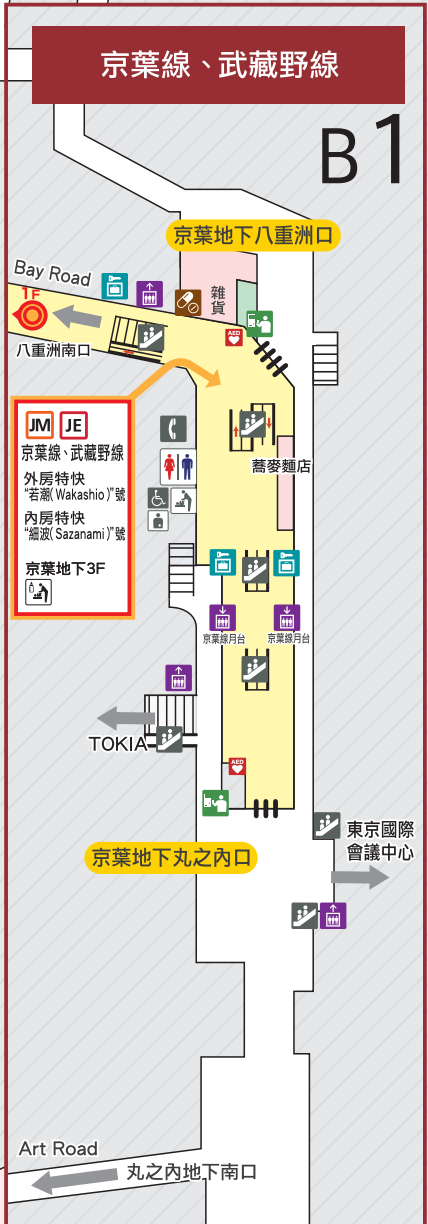 京葉線、武藏野線
B1
京葉地下八重洲口
Bay Road
1F
雜貨
AED
八重洲南口
JM JE
京葉線、武藏野線
外房特快
“若潮(Wakashio)”號
內房特快
“細波(Sazanami)”號
京葉地下3F
蕎麥麵店
京葉線月台
京葉線月台
TOKIA
AED
京葉地下丸之內口
東京國際
會議中心
Art Road
丸之內地下南口